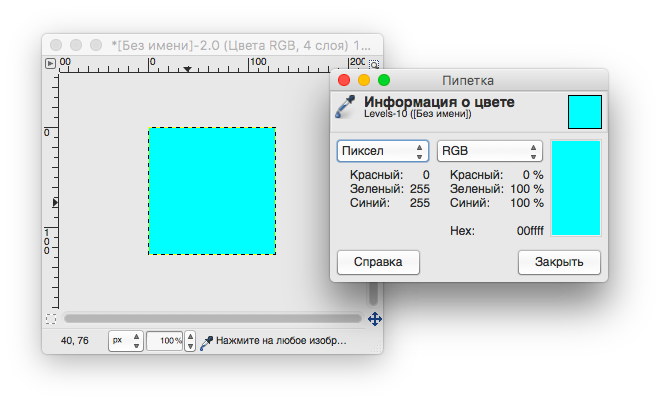 *[Без имени]-2.0 (Цвета RGB, 4 слоя) 1...
00
0
100
200
0
100
40, 76
px
100%
Нажмите на любое изобр...
Пипетка
Информация о цвете
Levels-10 ([Без имени])
Пиксел
RGB
Красный: 0
Зеленый: 255
Синий: 255
Красный: 0 %
Зеленый: 100 %
Синий: 100 %
Hex: 00ffff
Справка
Закрыть